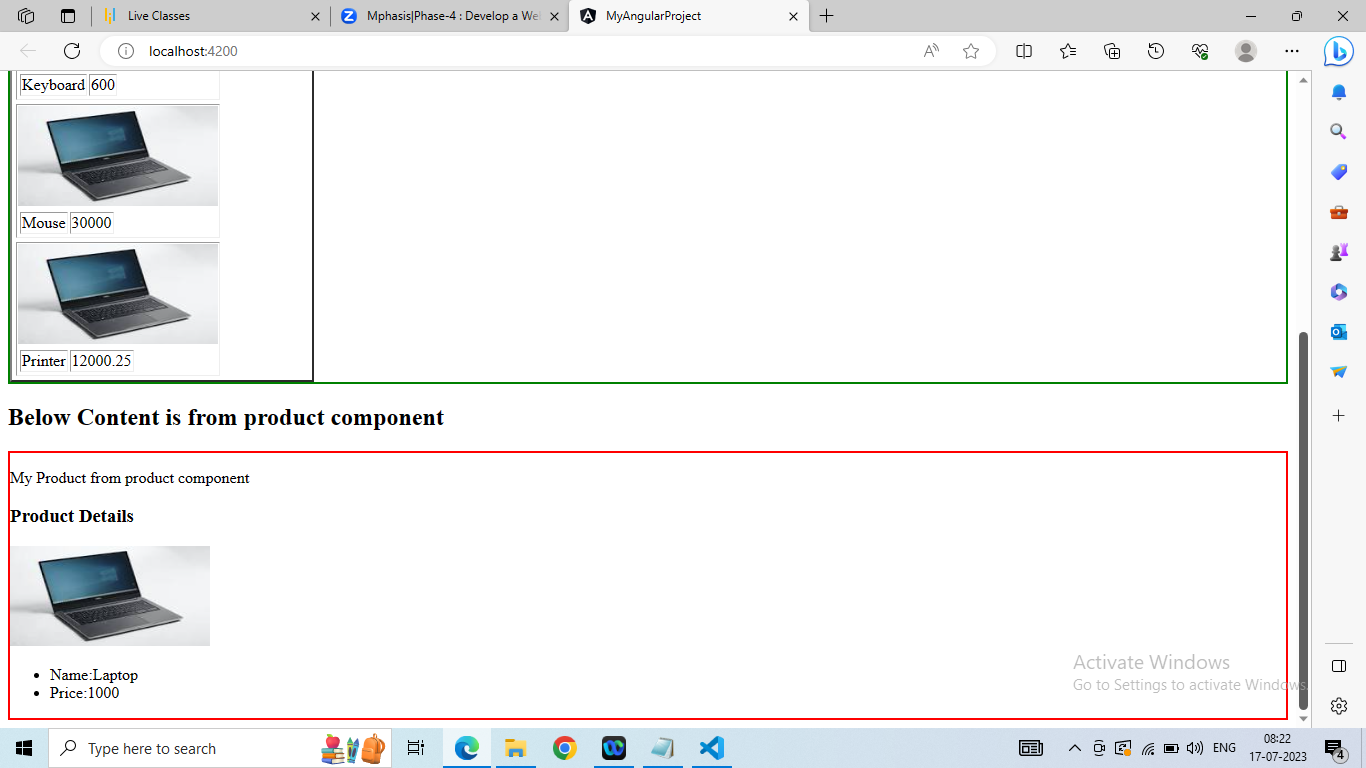 Live Classes
Mphasis|Phase-4 : Develop a We
MyAngularProject
localhost:4200
Keyboard 600
Mouse 30000
Printer 12000.25
Below Content is from product component
My Product from product component
Product Details
Name:Laptop
Price:1000
Activate Windows
Go to Settings to activate Windows.
Type here to search
ENG
08:22
17-07-2023
4